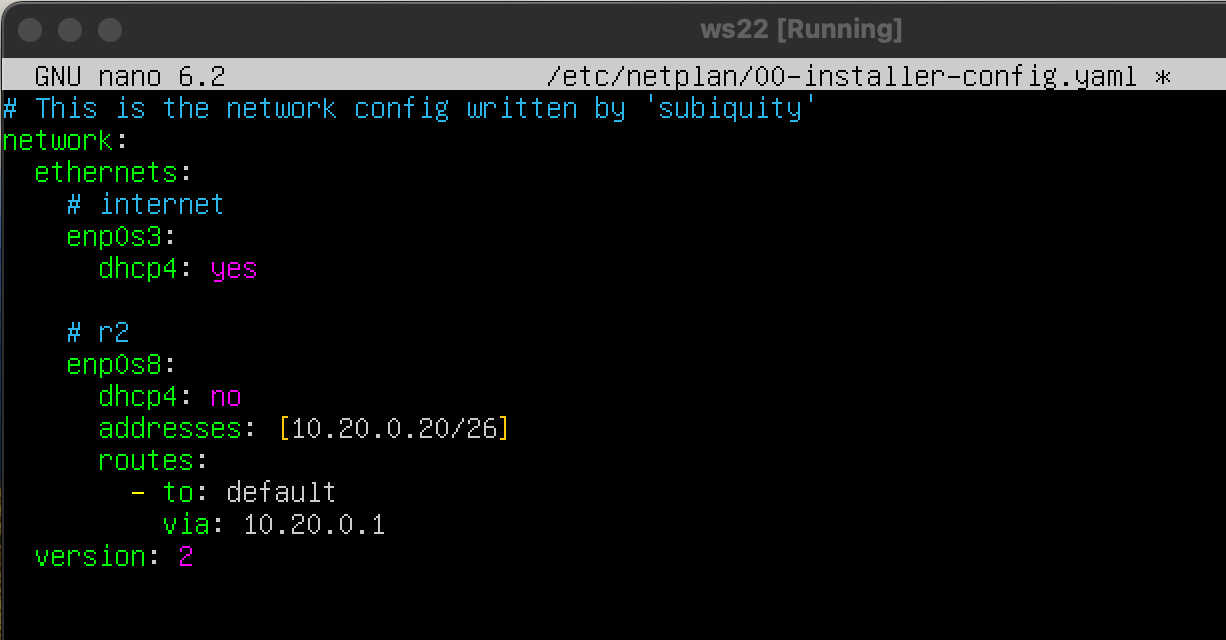 ws22 [Running]
GNU nano 6.2 /etc/netplan/00-installer-config.yaml *
# This is the network config written by 'subiquity'
network:
  ethernets:
    # internet
    enp0s3:
      dhcp4: yes

    # r2
    enp0s8:
      dhcp4: no
      addresses: [10.20.0.20/26]
      routes:
        - to: default
          via: 10.20.0.1
  version: 2